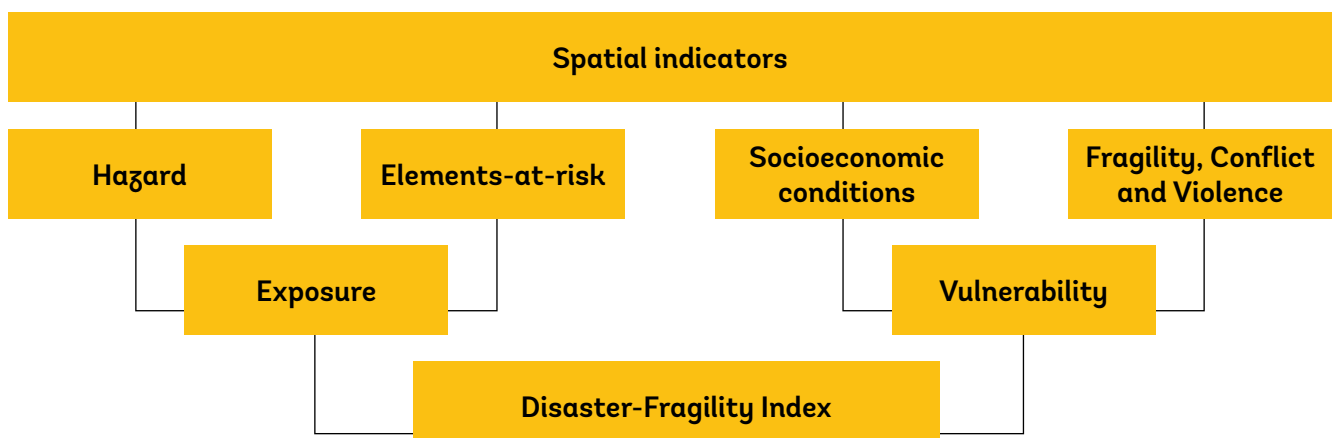 Spatial indicators
Hazard
Elements-at-risk
Socioeconomic
conditions
Fragility, Conflict
and Violence
Exposure
Vulnerability
Disaster-Fragility Index